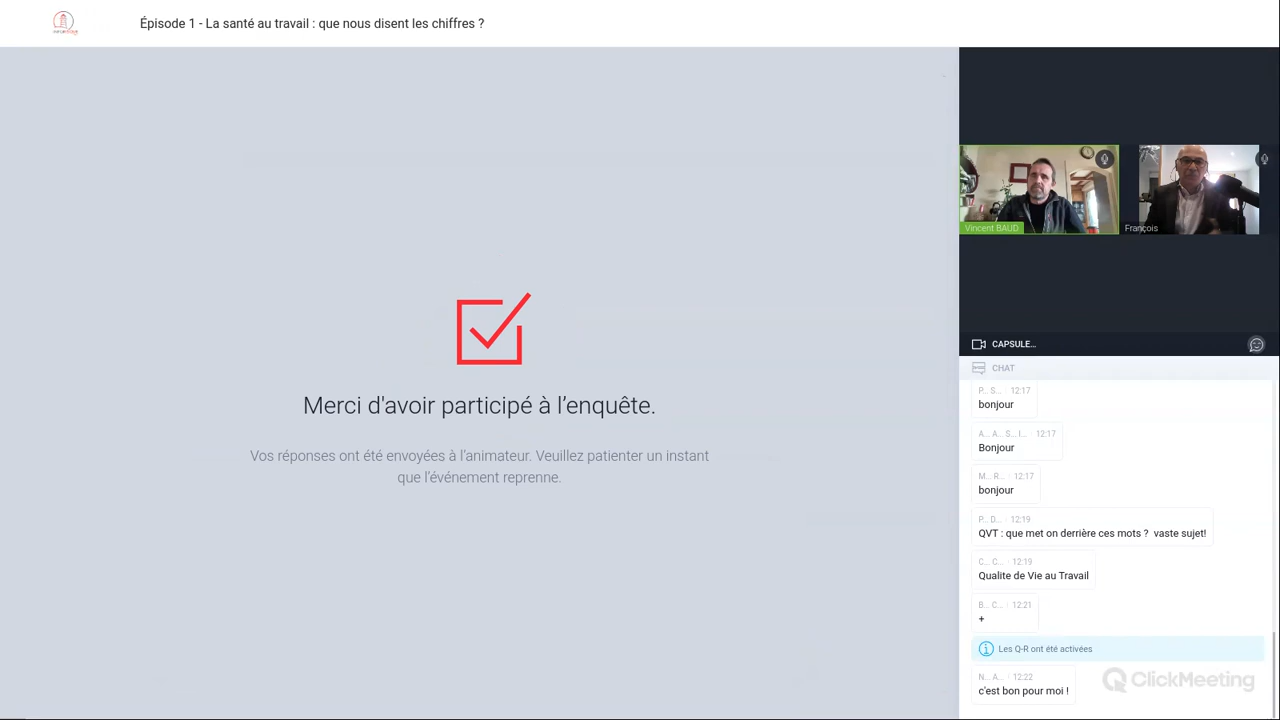 Épisode 1 - La santé au travail : que nous disent les chiffres ?
Merci d'avoir participé à l’enquête.
Vos réponses ont été envoyées à l'animateur. Veuillez patienter un instant
que l'événement reprenne.
Vincent BAUD
François
CAPSULE...
CHAT
P... S... 12:17
bonjour
A... A... S... I... 12:17
Bonjour
M... R... 12:17
bonjour
P... D... 12:19
QVT : que met on derrière ces mots ? vaste sujet!
C... C... 12:19
Qualite de Vie au Travail
B... C... 12:21
+
Les Q-R ont été activées
N... A... 12:22
c'est bon pour moi !
ClickMeeting